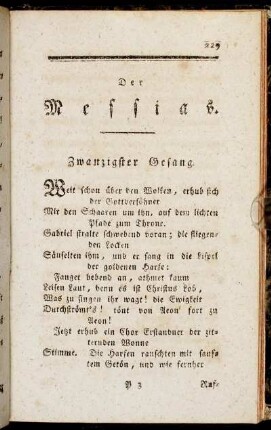 229
Der
Messias.
Zwanzigster Gesang.
Weit schon über den Wolken, erhub sich
der Gottversöhner
Mit den Schaaren um ihn, auf dem lichten
Pfade zum Throne.
Gabriel stralte schwebend voran; die fliegen-
den Locken
Säuselten ihm, und er sang in die Lispel
der goldenen Harfe:
Fanget bebend an, athmet kaum
Leisen Laut, denn es ist Christus Lob,
Was zu singen ihr wagt! die Ewigkeit
Durchströmt's! tönt von Aeon fort zu
Aeon!
Jetzt erhub ein Chor Erstandner der zit-
ternden Wonne
Stimme. Die Harfen rauschten mit sanf-
tem Getön, und wie fernher
P 3
Ruf-